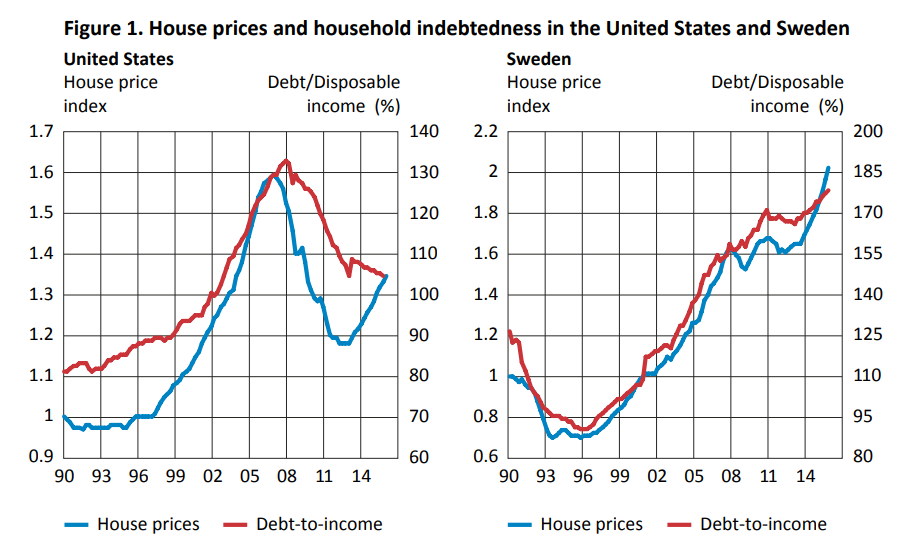 Figure 1. House prices and household indebtedness in the United States and Sweden
United States
House price
index
Debt/Disposable
income (%)
1.7
1.6
1.5
1.4
1.3
1.2
1.1
1
0.9
140
130
120
110
100
90
80
70
60
90 93 96 99 02 05 08 11 14
House prices
Debt-to-income
Sweden
House price
index
Debt/Disposable
income (%)
2.2
2
1.8
1.6
1.4
1.2
1
0.8
0.6
200
185
170
155
140
125
110
95
80
90 93 96 99 02 05 08 11 14
House prices
Debt-to-income